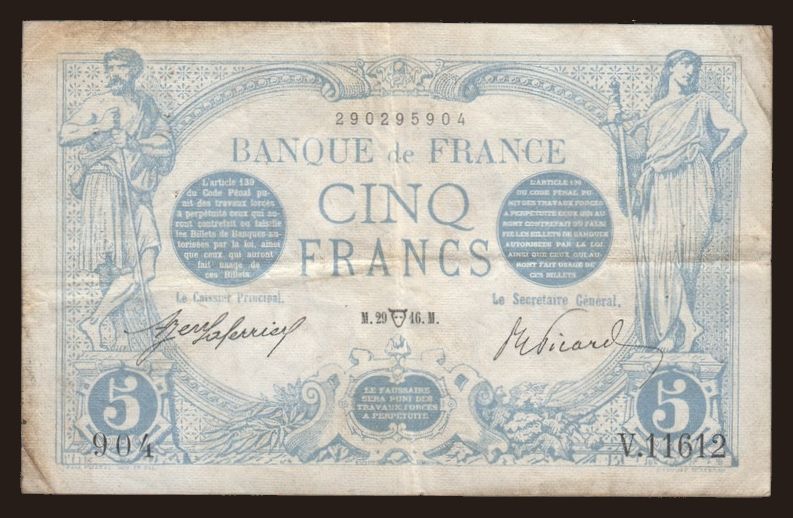 290295904
BANQUE de FRANCE
L'article 139
du Code Pénal pu-
nit des travaux forcés
à perpétuité ceux qui au-
ront contrefait ou falsifié
les Billets de Banques au-
torisées par la loi, ainsi
que ceux qui auront
fait usage de
ces Billets.
CINQ
FRANCS
L'ARTICLE 139
DU CODE PÉNAL PU-
NIT DES TRAVAUX FORCÉS
A PERPÉTUITÉ CEUX QUI AU-
RONT CONTREFAIT OU FALSI-
FIÉ LES BILLETS DE BANQUES
AUTORISÉES PAR LA LOI,
AINSI QUE CEUX QUI AU-
RONT FAIT USAGE DE
CES BILLETS.
Le Caissier Principal,
M.29 16.M.
Le Secrétaire Général,
LE FAUSSAIRE
SERA PUNI DES
TRAVAUX FORCÉS
A PERPÉTUITÉ
5
904
5
V.11612